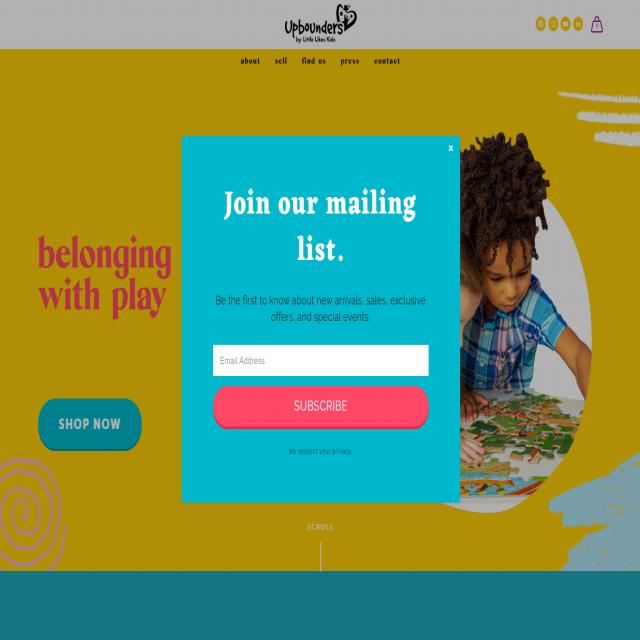 Upbounders
by Little Likes Kids
about sell find us press contact
x
Join our mailing
list.
belonging
with play
Be the first to know about new arrivals, sales, exclusive
offers, and special events.
Email Address
SUBSCRIBE
SHOP NOW
We respect your privacy.
SCROLL